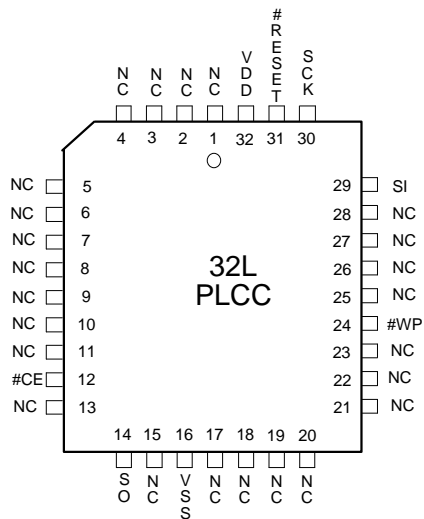 NC NC NC NC VDD #RESET SCK
4 3 2 1 32 31 30
NC 5 29 SI
NC 6 28 NC
NC 7 27 NC
NC 8 26 NC
NC 9 25 NC
NC 10 24 #WP
NC 11 23 NC
#CE 12 22 NC
NC 13 21 NC
32L
PLCC
14 15 16 17 18 19 20
SO NC VSS NC NC NC NC